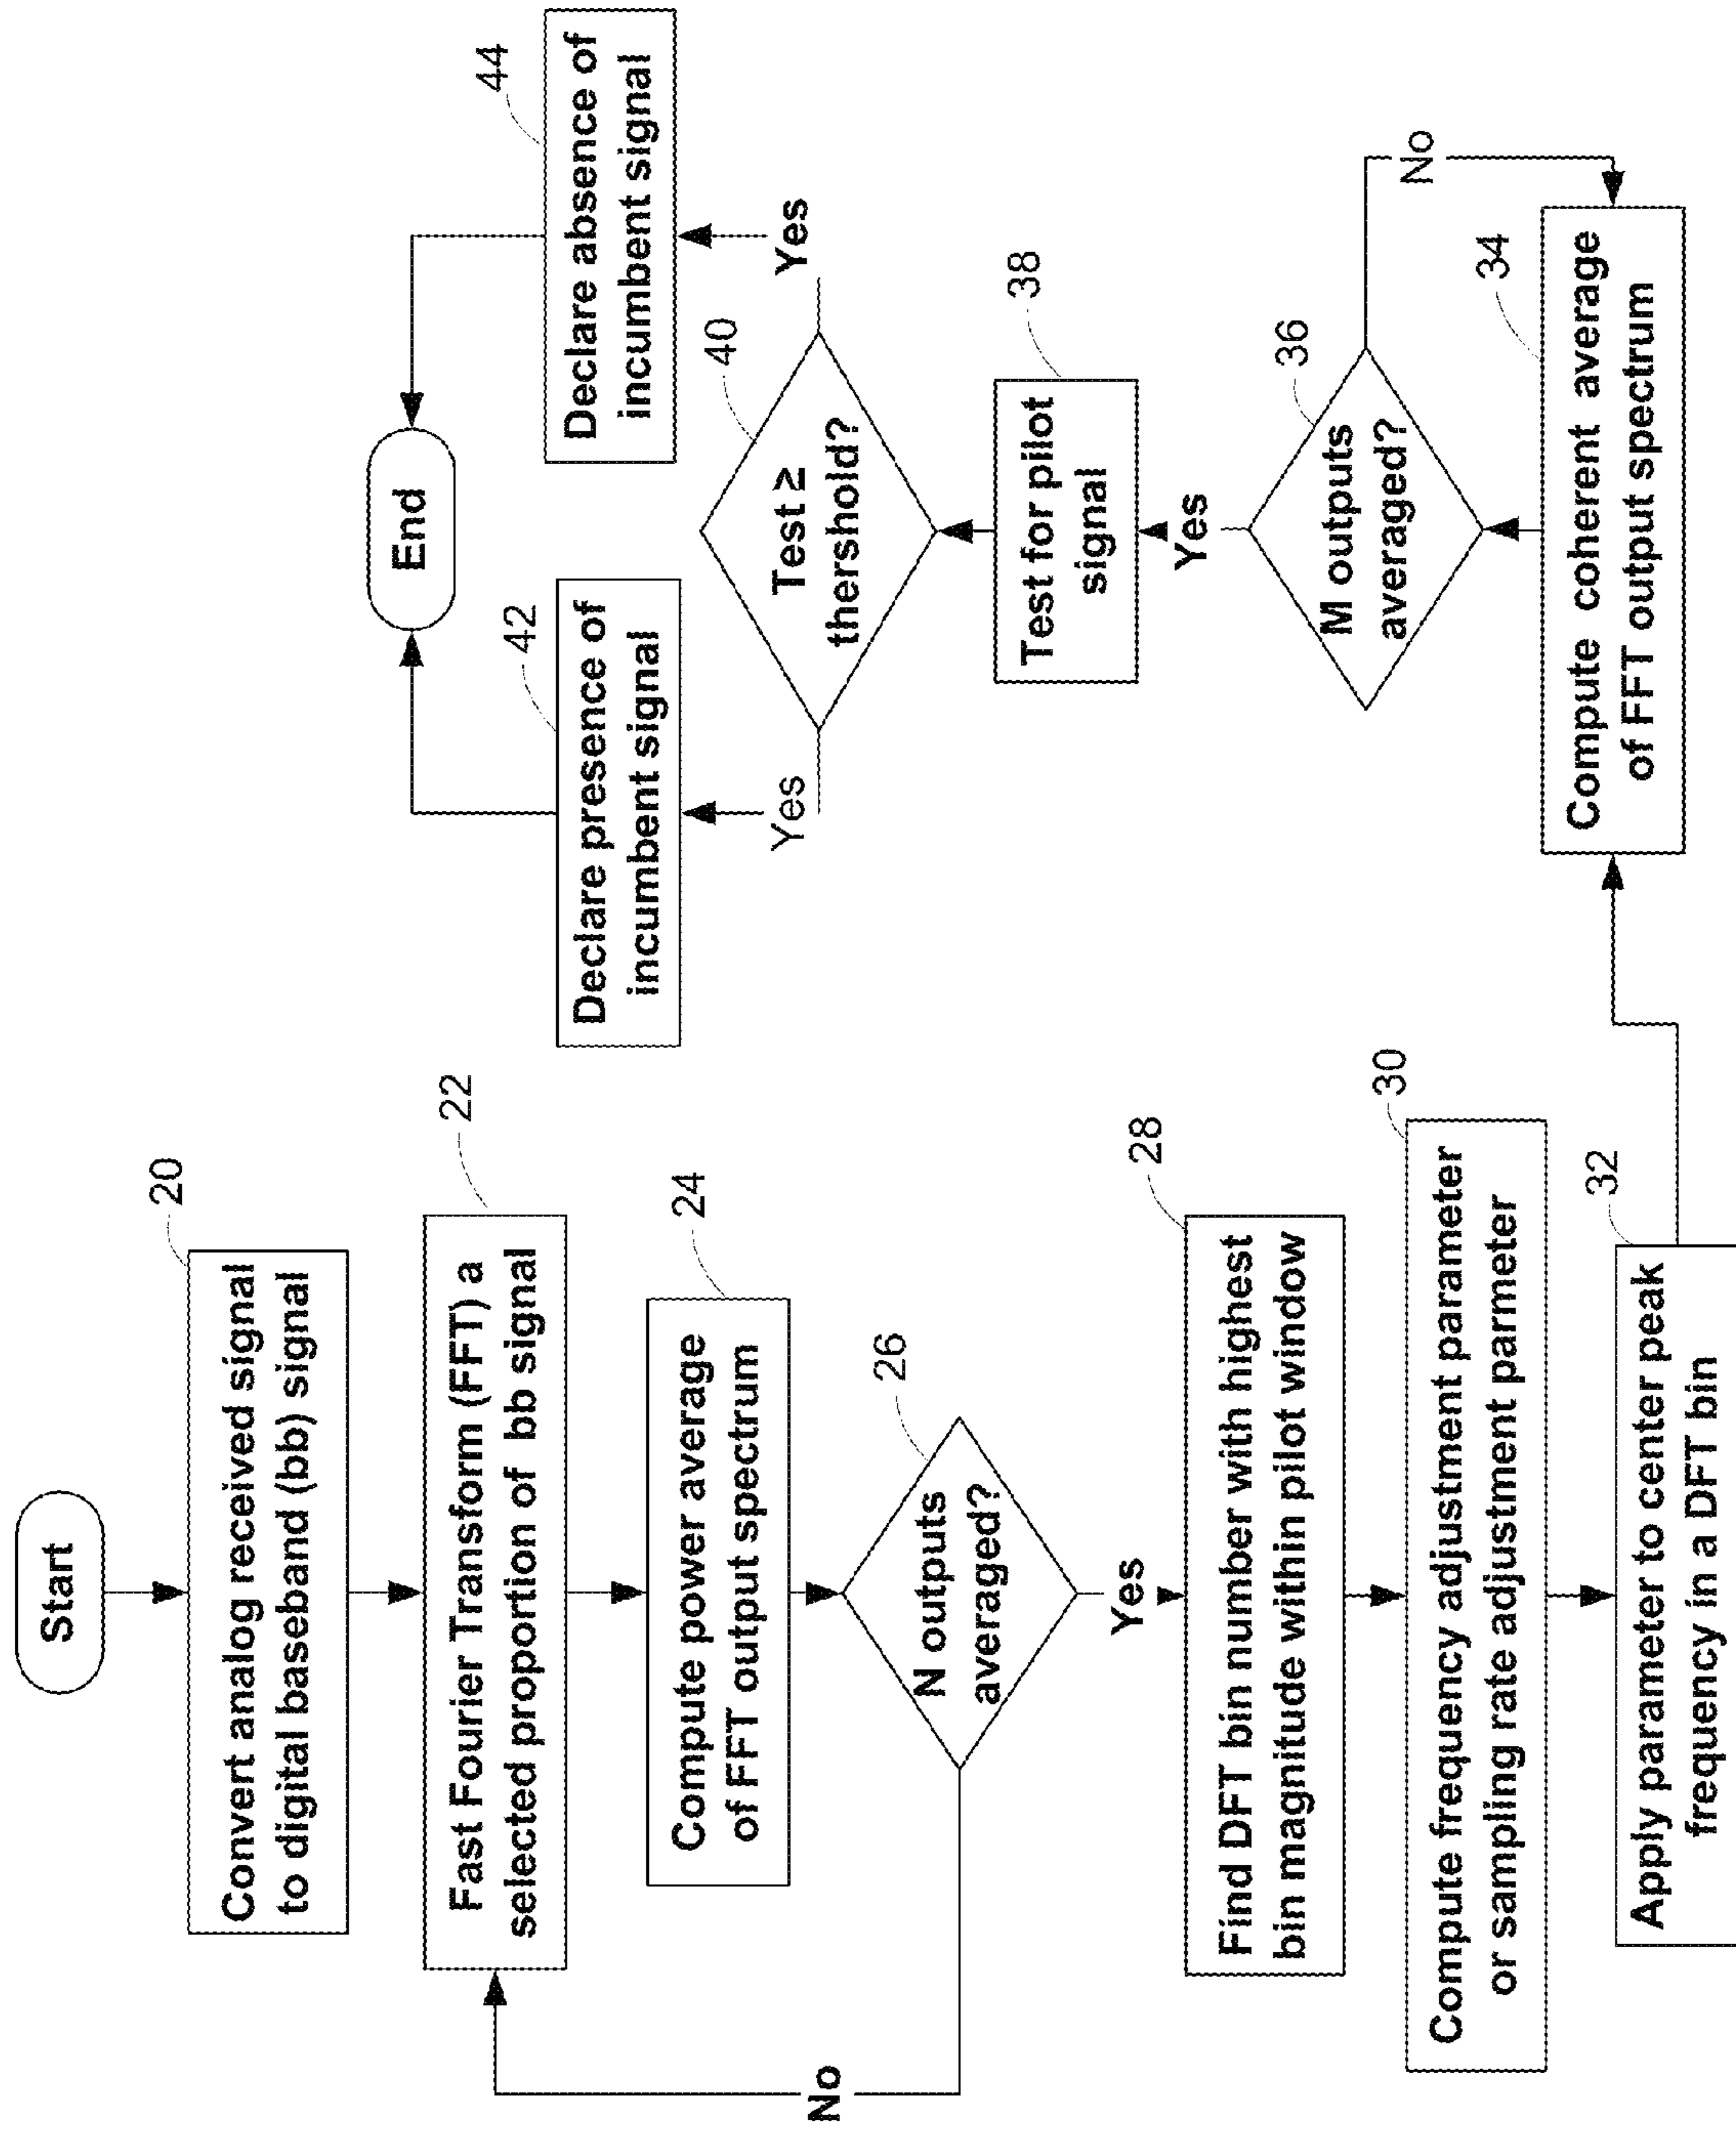 Start
20
Convert analog received signal
to digital baseband (bb) signal
22
Fast Fourier Transform (FFT) a
selected proportion of bb signal
24
Compute power average
of FFT output spectrum
26
N outputs
averaged?
No
Yes
28
Find DFT bin number with highest
bin magnitude within pilot window
30
Compute frequency adjustment parameter
or sampling rate adjustment parmeter
32
Apply parameter to center peak
frequency in a DFT bin
34
Compute coherent average
of FFT output spectrum
36
M outputs
averaged?
No
Yes
38
Test for pilot
signal
40
Test ≥
thershold?
Yes
Yes
42
Declare presence of
incumbent signal
44
Declare absence of
incumbent signal
End